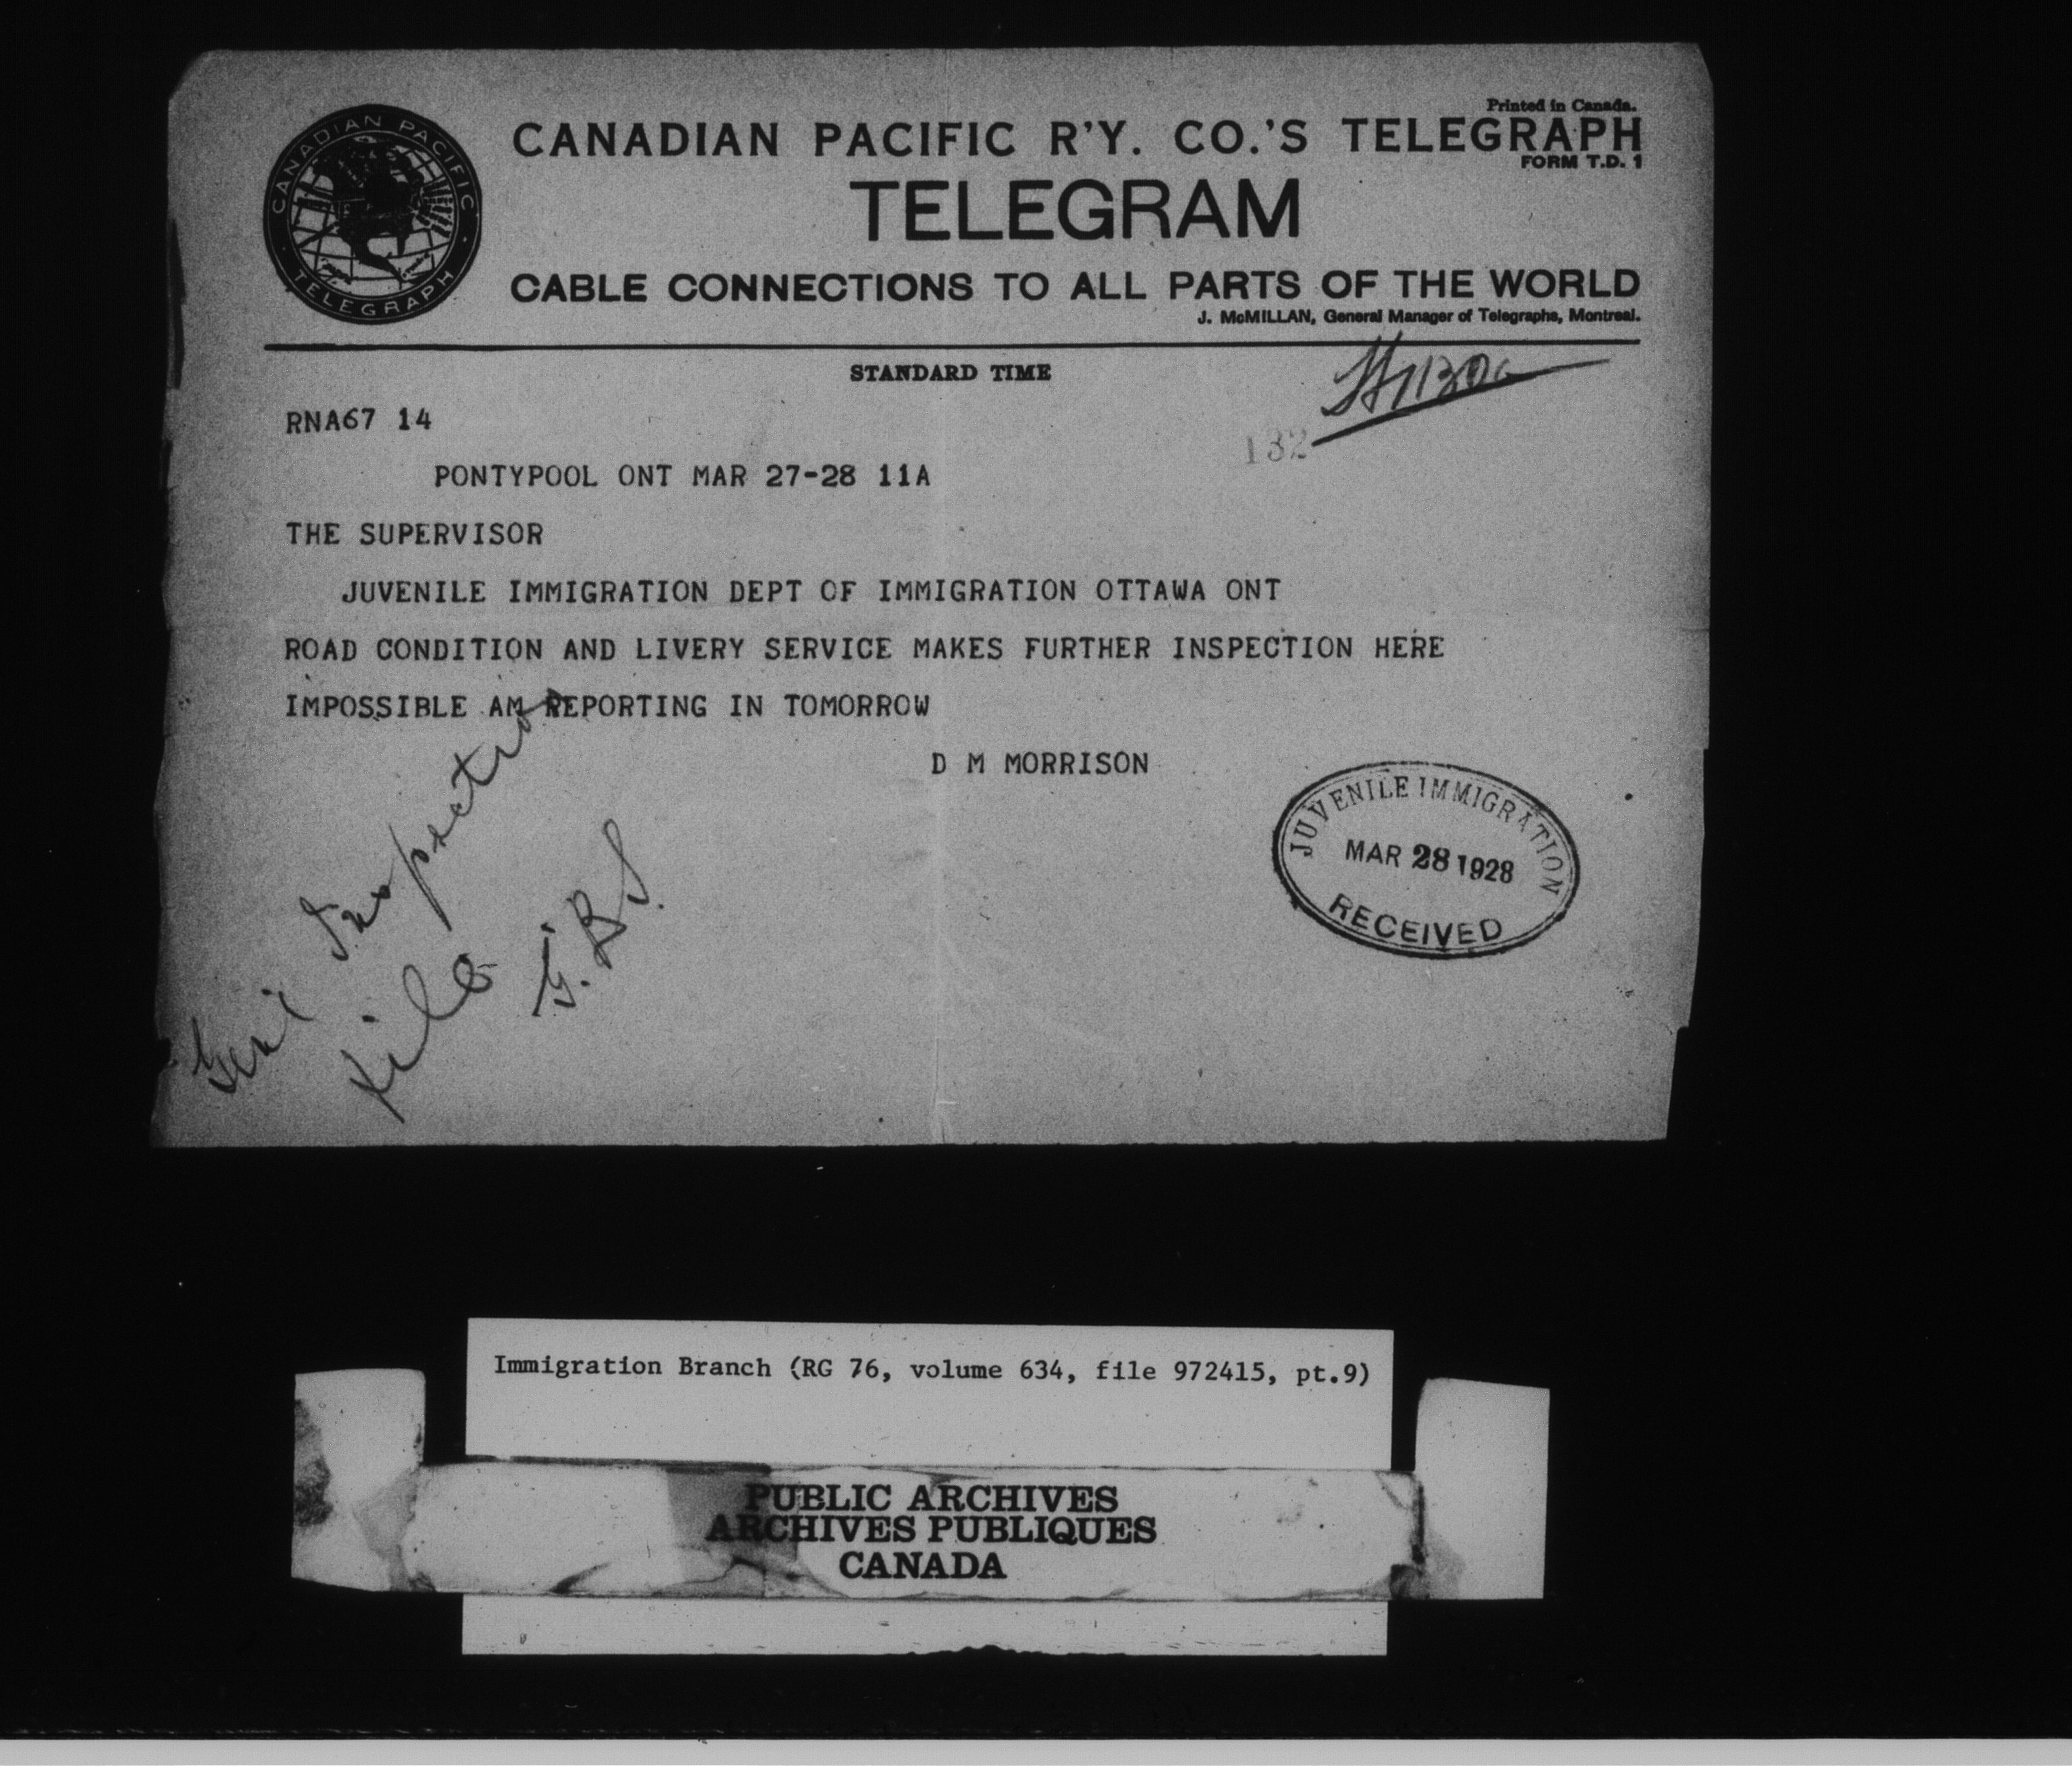 Printed in Canada.
CANADIAN PACIFIC R'Y. CO.'S TELEGRAPH
FORM T.D. 1
TELEGRAM
CABLE CONNECTIONS TO ALL PARTS OF THE WORLD
J. McMILLAN, General Manager of Telegraphs, Montreal.
CANADIAN PACIFIC
TELEGRAPH
STANDARD TIME
RNA67 14
132
PONTYPOOL ONT MAR 27-28 11A
THE SUPERVISOR
JUVENILE IMMIGRATION DEPT OF IMMIGRATION OTTAWA ONT
ROAD CONDITION AND LIVERY SERVICE MAKES FURTHER INSPECTION HERE
IMPOSSIBLE AM REPORTING IN TOMORROW
D M MORRISON
JUVENILE IMMIGRATION
MAR 28 1928
RECEIVED
Gen'l Inspection
File
G.B.S.
Immigration Branch (RG 76, volume 634, file 972415, pt.9)
PUBLIC ARCHIVES
ARCHIVES PUBLIQUES
CANADA